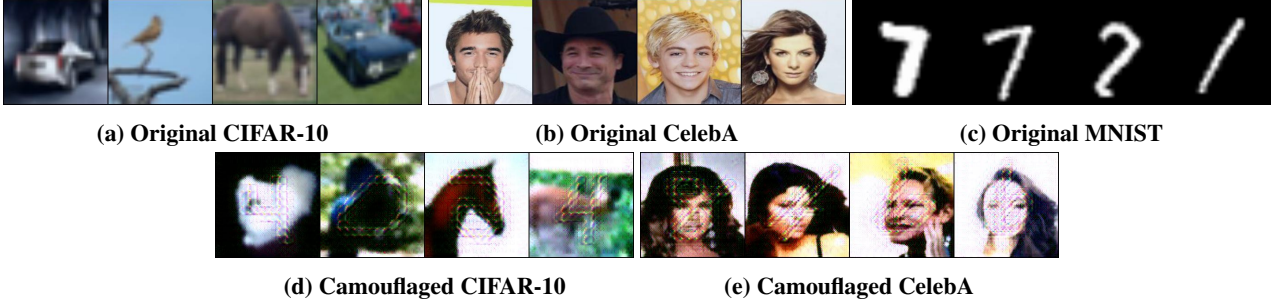 (a) Original CIFAR-10
(b) Original CelebA
(c) Original MNIST
(d) Camouflaged CIFAR-10
(e) Camouflaged CelebA